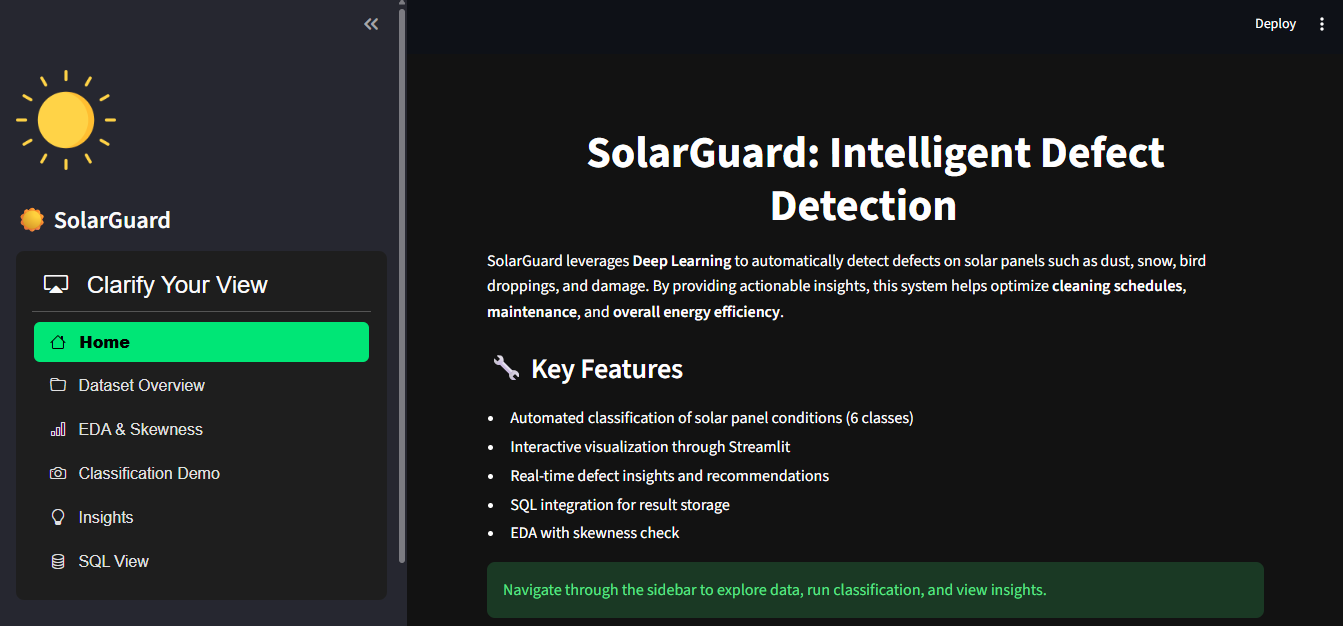 SolarGuard
Clarify Your View
Home
Dataset Overview
EDA & Skewness
Classification Demo
Insights
SQL View
Deploy
SolarGuard: Intelligent Defect
Detection
SolarGuard leverages Deep Learning to automatically detect defects on solar panels such as dust, snow, bird
droppings, and damage. By providing actionable insights, this system helps optimize cleaning schedules,
maintenance, and overall energy efficiency.
Key Features
Automated classification of solar panel conditions (6 classes)
Interactive visualization through Streamlit
Real-time defect insights and recommendations
SQL integration for result storage
EDA with skewness check
Navigate through the sidebar to explore data, run classification, and view insights.